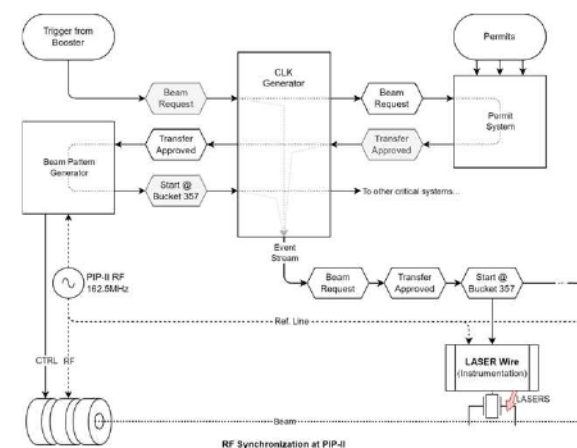 Trigger from
Booster
Permits
CLK
Generator
Beam
Request
Beam
Request
Permit
System
Transfer
Approved
Transfer
Approved
Beam Pattern
Generator
Start @
Bucket 357
To other critical systems...
Event
Stream
PIP-II RF
162.5MHz
Beam
Request
Transfer
Approved
Start @
Bucket 357
Ref. Line
CTRL
RF
LASER Wire
(Instrumentation)
LASERS
Beam
RF Synchronization at PIP-II